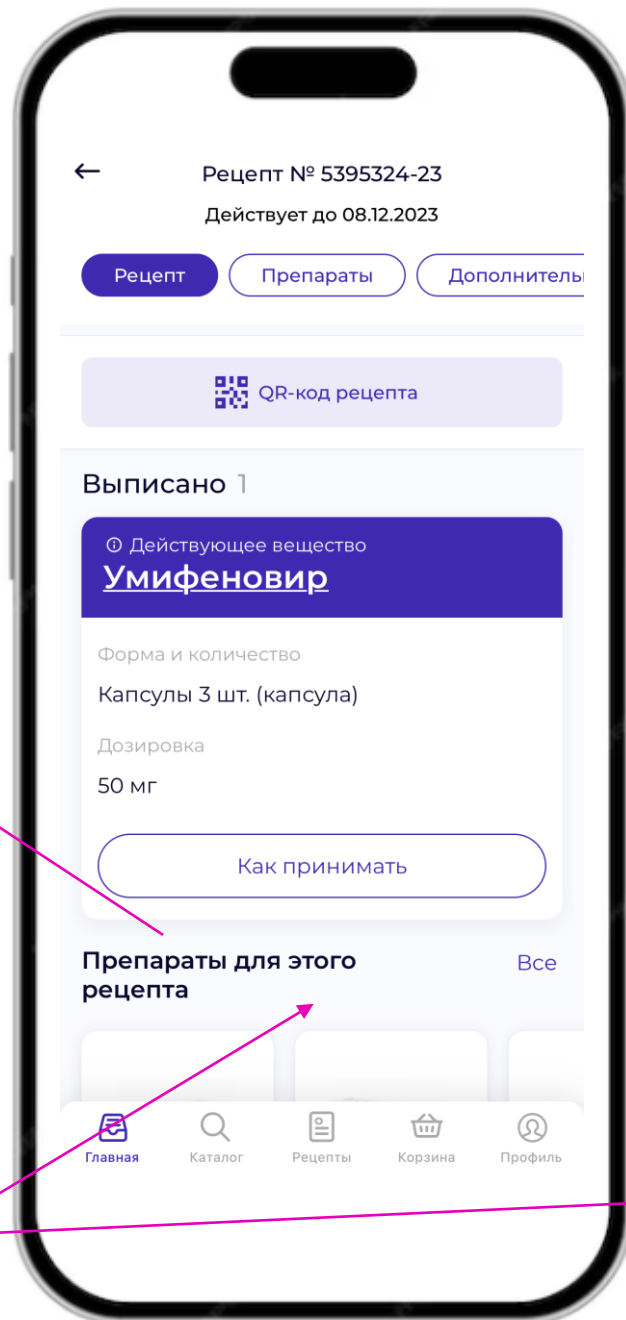 Рецепт № 5395324-23
Действует до 08.12.2023
Рецепт
Препараты
Дополнитель
QR-код рецепта
Выписано 1
Действующее вещество
Умифеновир
Форма и количество
Капсулы 3 шт. (капсула)
Дозировка
50 мг
Как принимать
Препараты для этого
рецепта
Все
Главная
Каталог
Рецепты
Корзина
Профиль